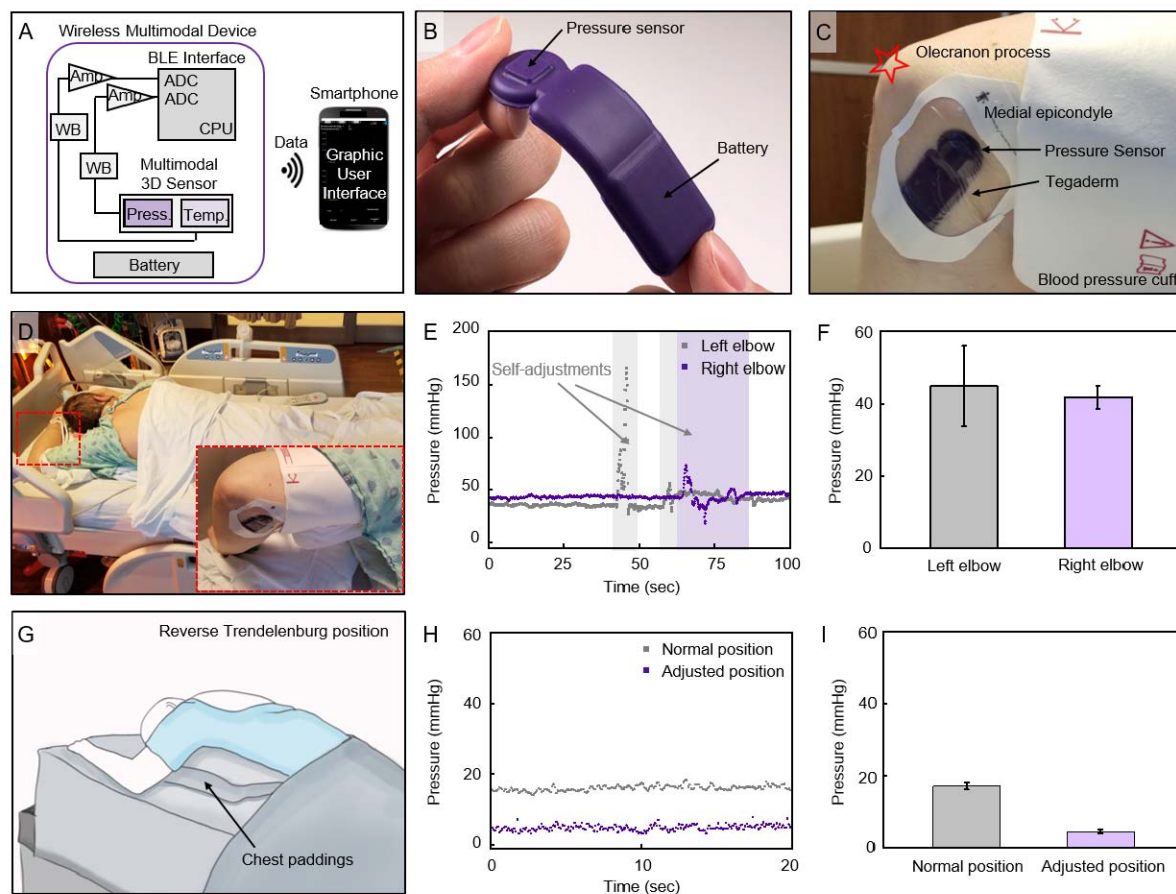 A
Wireless Multimodal Device
BLE Interface
Amp
ADC
Amp
ADC
CPU
WB
WB
Multimodal
3D Sensor
Press.
Temp.
Battery
Data
Smartphone
Graphic
User
Interface
B
Pressure sensor
Battery
C
Olecranon process
K
Medial epicondyle
Pressure Sensor
Tegaderm
Blood pressure cuff
D
K
E
Pressure (mmHg)
200
150
100
50
0
Left elbow
Right elbow
Self-adjustments
0
25
50
75
100
Time (sec)
F
Pressure (mmHg)
60
40
20
0
Left elbow
Right elbow
G
Reverse Trendelenburg position
Chest paddings
H
Pressure (mmHg)
60
40
20
0
Normal position
Adjusted position
0
10
20
Time (sec)
I
Pressure (mmHg)
60
40
20
0
Normal position
Adjusted position